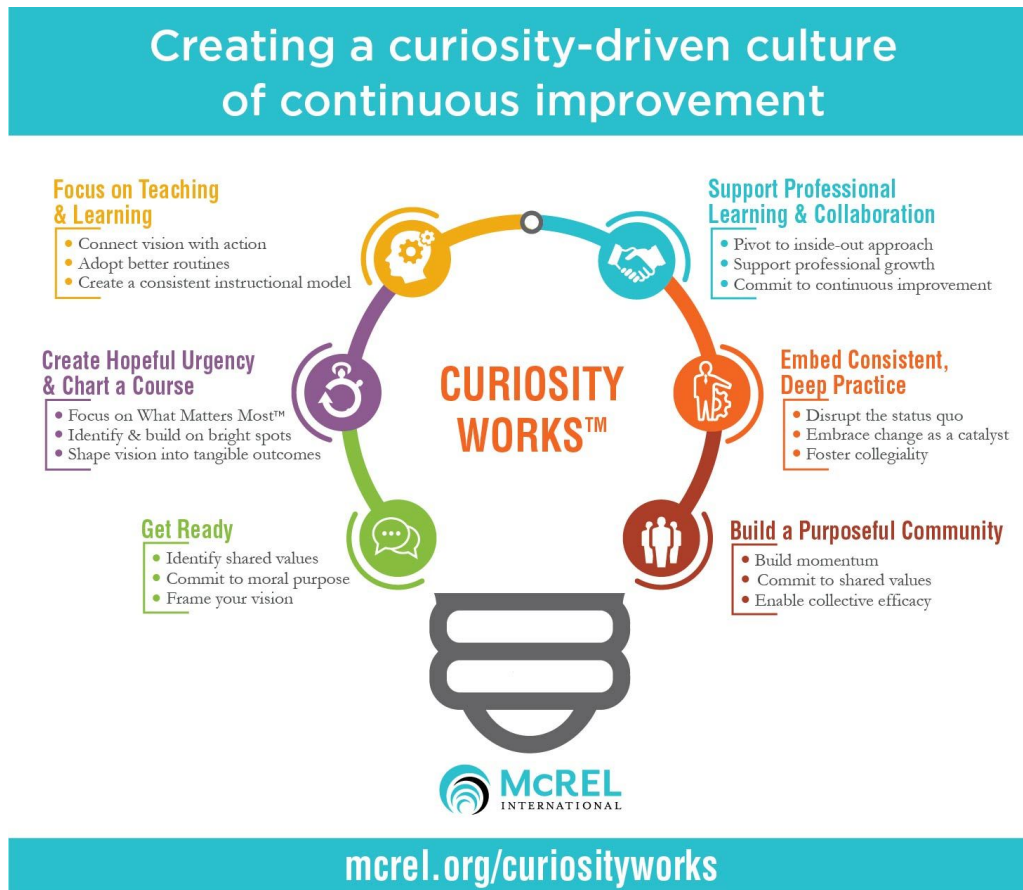 Creating a curiosity-driven culture
of continuous improvement
Focus on Teaching
& Learning
• Connect vision with action
• Adopt better routines
• Create a consistent instructional model
Create Hopeful Urgency
& Chart a Course
• Focus on What Matters Most™
• Identify & build on bright spots
• Shape vision into tangible outcomes
Get Ready
• Identify shared values
• Commit to moral purpose
• Frame your vision
CURIOSITY
WORKS™
Support Professional
Learning & Collaboration
• Pivot to inside-out approach
• Support professional growth
• Commit to continuous improvement
Embed Consistent,
Deep Practice
• Disrupt the status quo
• Embrace change as a catalyst
• Foster collegiality
Build a Purposeful Community
• Build momentum
• Commit to shared values
• Enable collective efficacy
McREL
INTERNATIONAL
mcrel.org/curiosityworks